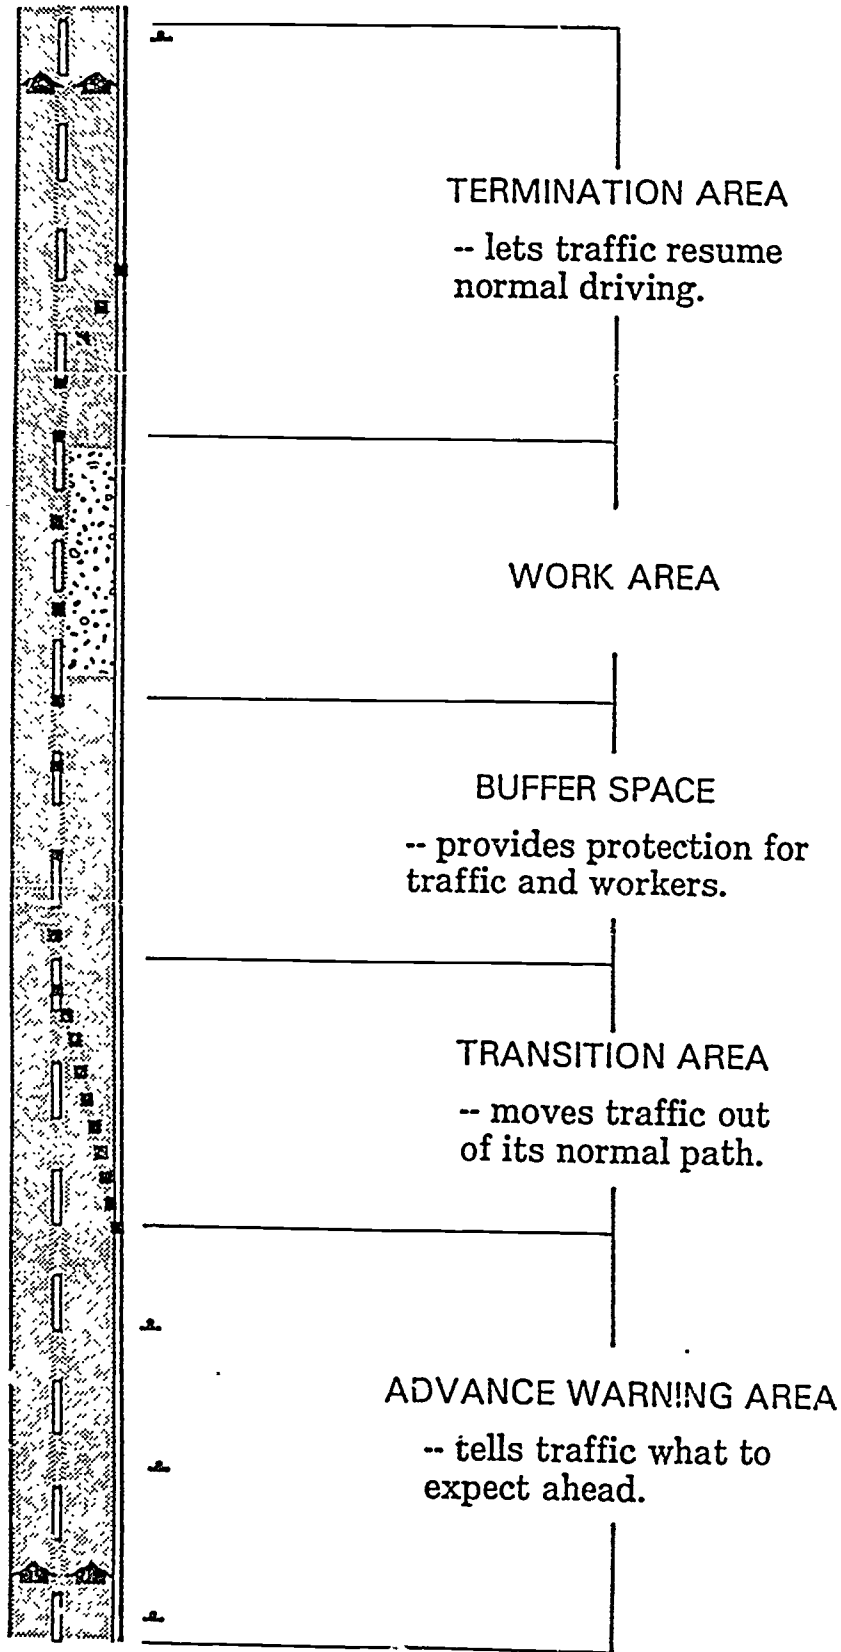 TERMINATION AREA
-- lets traffic resume
normal driving.
WORK AREA
BUFFER SPACE
-- provides protection for
traffic and workers.
TRANSITION AREA
-- moves traffic out
of its normal path.
ADVANCE WARNING AREA
-- tells traffic what to
expect ahead.